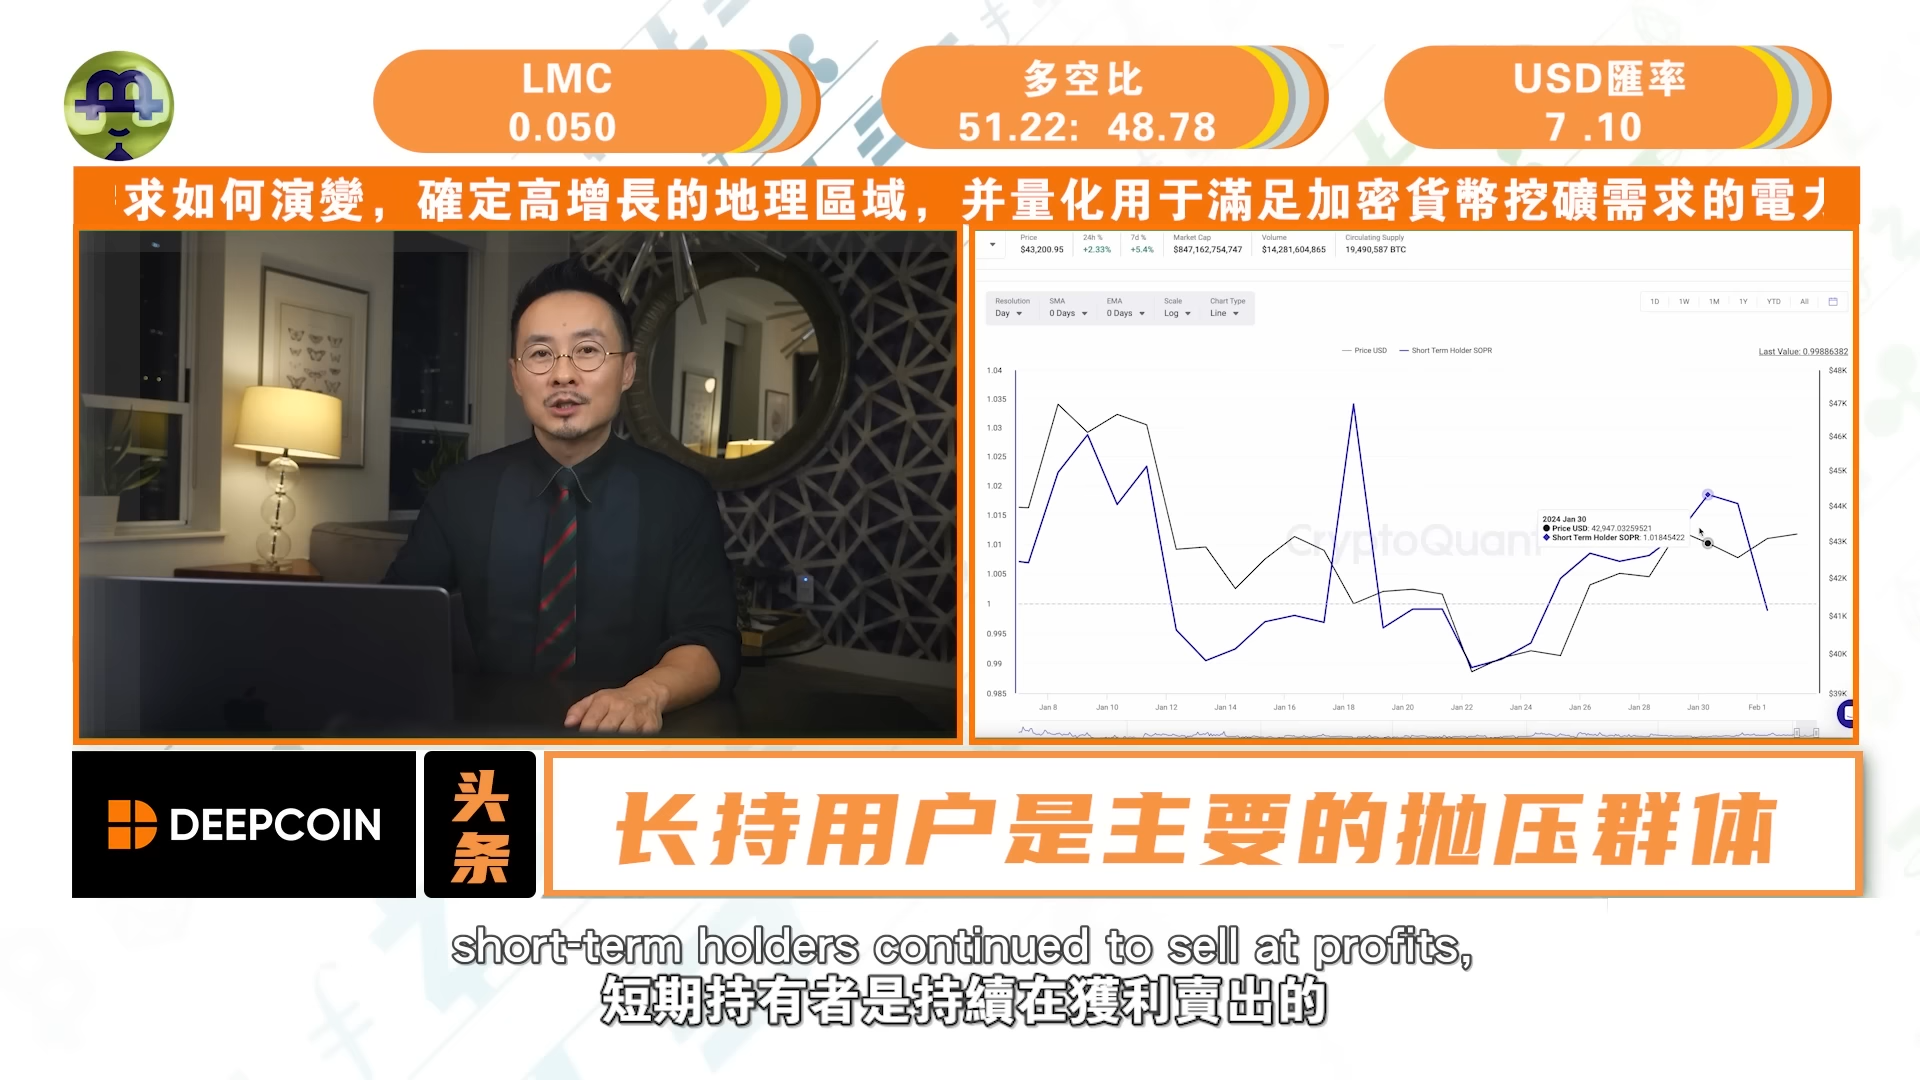 LMC
0.050
多空比
51.22: 48.78
USD匯率
7 .10
求如何演變，確定高增長的地理區域，并量化用于滿足加密貨幣挖礦需求的電力
Price
$43,200.95
24h %
+2.33%
7d %
+5.4%
Market Cap
$847,162,754,747
Volume
$14,281,604,865
Circulating Supply
19,490,587 BTC
Resolution
Day
SMA
0 Days
EMA
0 Days
Scale
Log
Chart Type
Line
1D 1W 1M 1Y YTD All
Price USD Short Term Holder SOPR
Last Value: 0.99886382
1.04
1.035
1.03
1.025
1.02
1.015
1.01
1.005
1
0.995
0.99
0.985
$48K
$47K
$46K
$45K
$44K
$43K
$42K
$41K
$40K
$39K
CryptoQuant
2024 Jan 30
Price USD: 42,947.03259521
Short Term Holder SOPR: 1.01845422
Jan 8 Jan 10 Jan 12 Jan 14 Jan 16 Jan 18 Jan 20 Jan 22 Jan 24 Jan 26 Jan 28 Jan 30 Feb 1
DEEPCOIN
头条
长持用户是主要的抛压群体
short-term holders continued to sell at profits,
短期持有者是持續在獲利賣出的